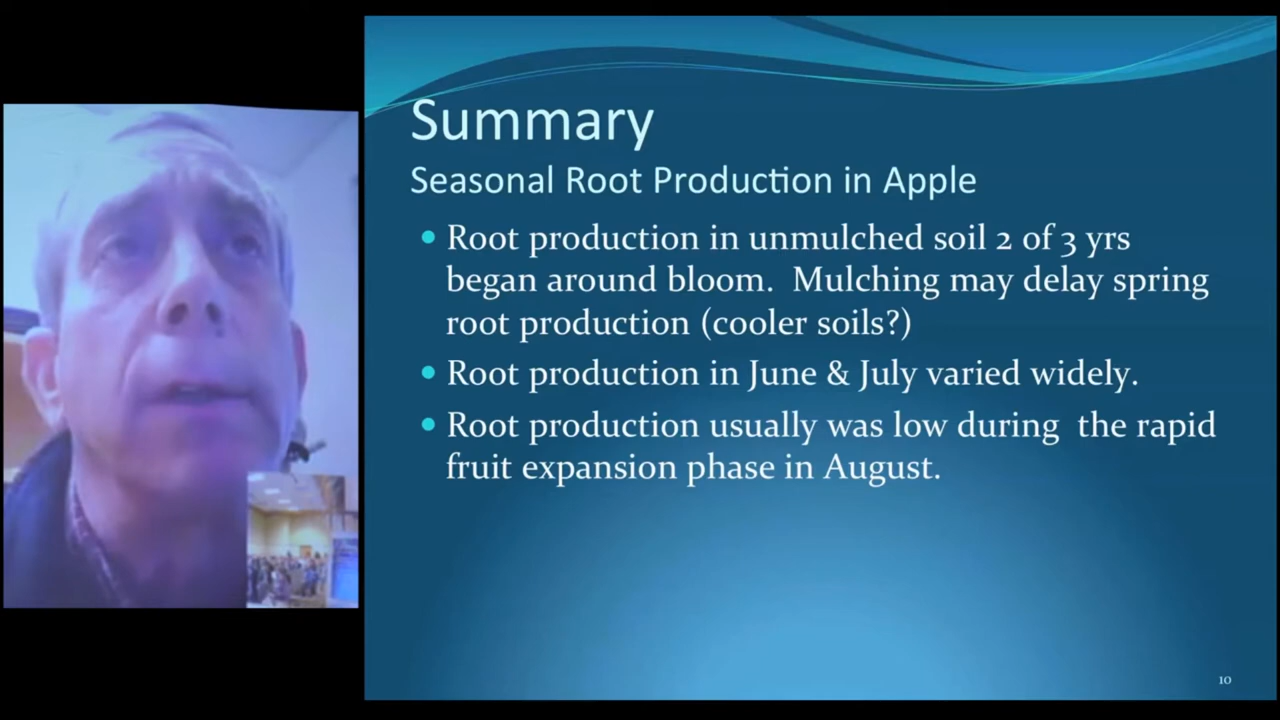 Summary
Seasonal Root Production in Apple
• Root production in unmulched soil 2 of 3 yrs
began around bloom.  Mulching may delay spring
root production (cooler soils?)
• Root production in June & July varied widely.
• Root production usually was low during  the rapid
fruit expansion phase in August.
10